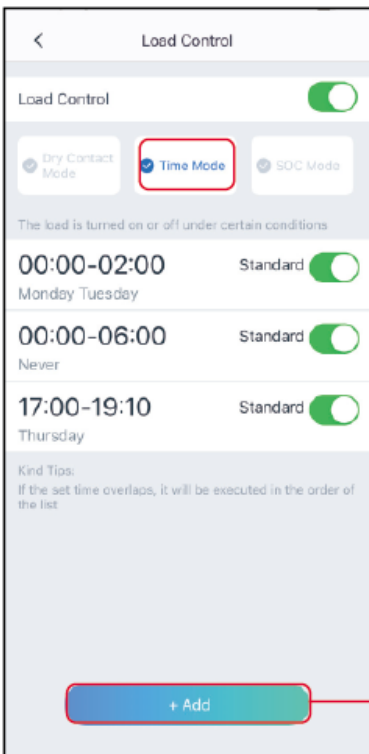 Load Control
Load Control
Dry Contact
Mode
Time Mode
SOC Mode
The load is turned on or off under certain conditions
00:00-02:00 Standard
Monday Tuesday
00:00-06:00 Standard
Never
17:00-19:10 Standard
Thursday
Kind Tips:
If the set time overlaps, it will be executed in the order of
the list
+ Add